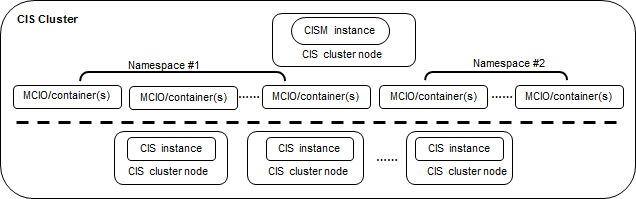 CIS Cluster
CISM instance
CIS cluster node
Namespace #1
Namespace #2
MCIO/container(s) MCIO/container(s) ...... MCIO/container(s) MCIO/container(s) ...... MCIO/container(s)
CIS instance CIS instance CIS instance
......
CIS cluster node CIS cluster node CIS cluster node